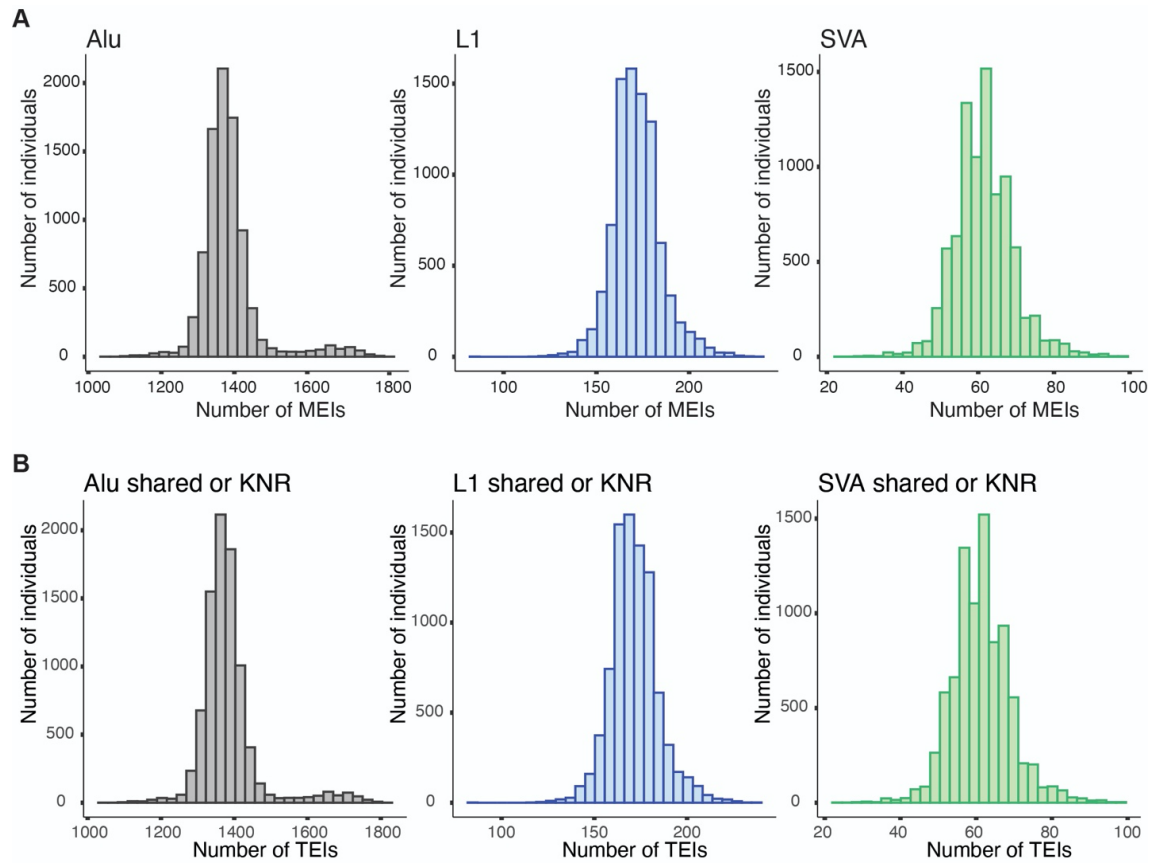 A
Alu
L1
SVA
Number of individuals
2000
1500
1000
500
0
1000
1200
1400
1600
1800
Number of MEIs
Number of individuals
1500
1000
500
0
100
150
200
Number of MEIs
Number of individuals
1500
1000
500
0
20
40
60
80
100
Number of MEIs
B
Alu shared or KNR
L1 shared or KNR
SVA shared or KNR
Number of individuals
2000
1500
1000
500
0
1000
1200
1400
1600
1800
Number of TEIs
Number of individuals
1500
1000
500
0
100
150
200
Number of TEIs
Number of individuals
1500
1000
500
0
20
40
60
80
100
Number of TEIs